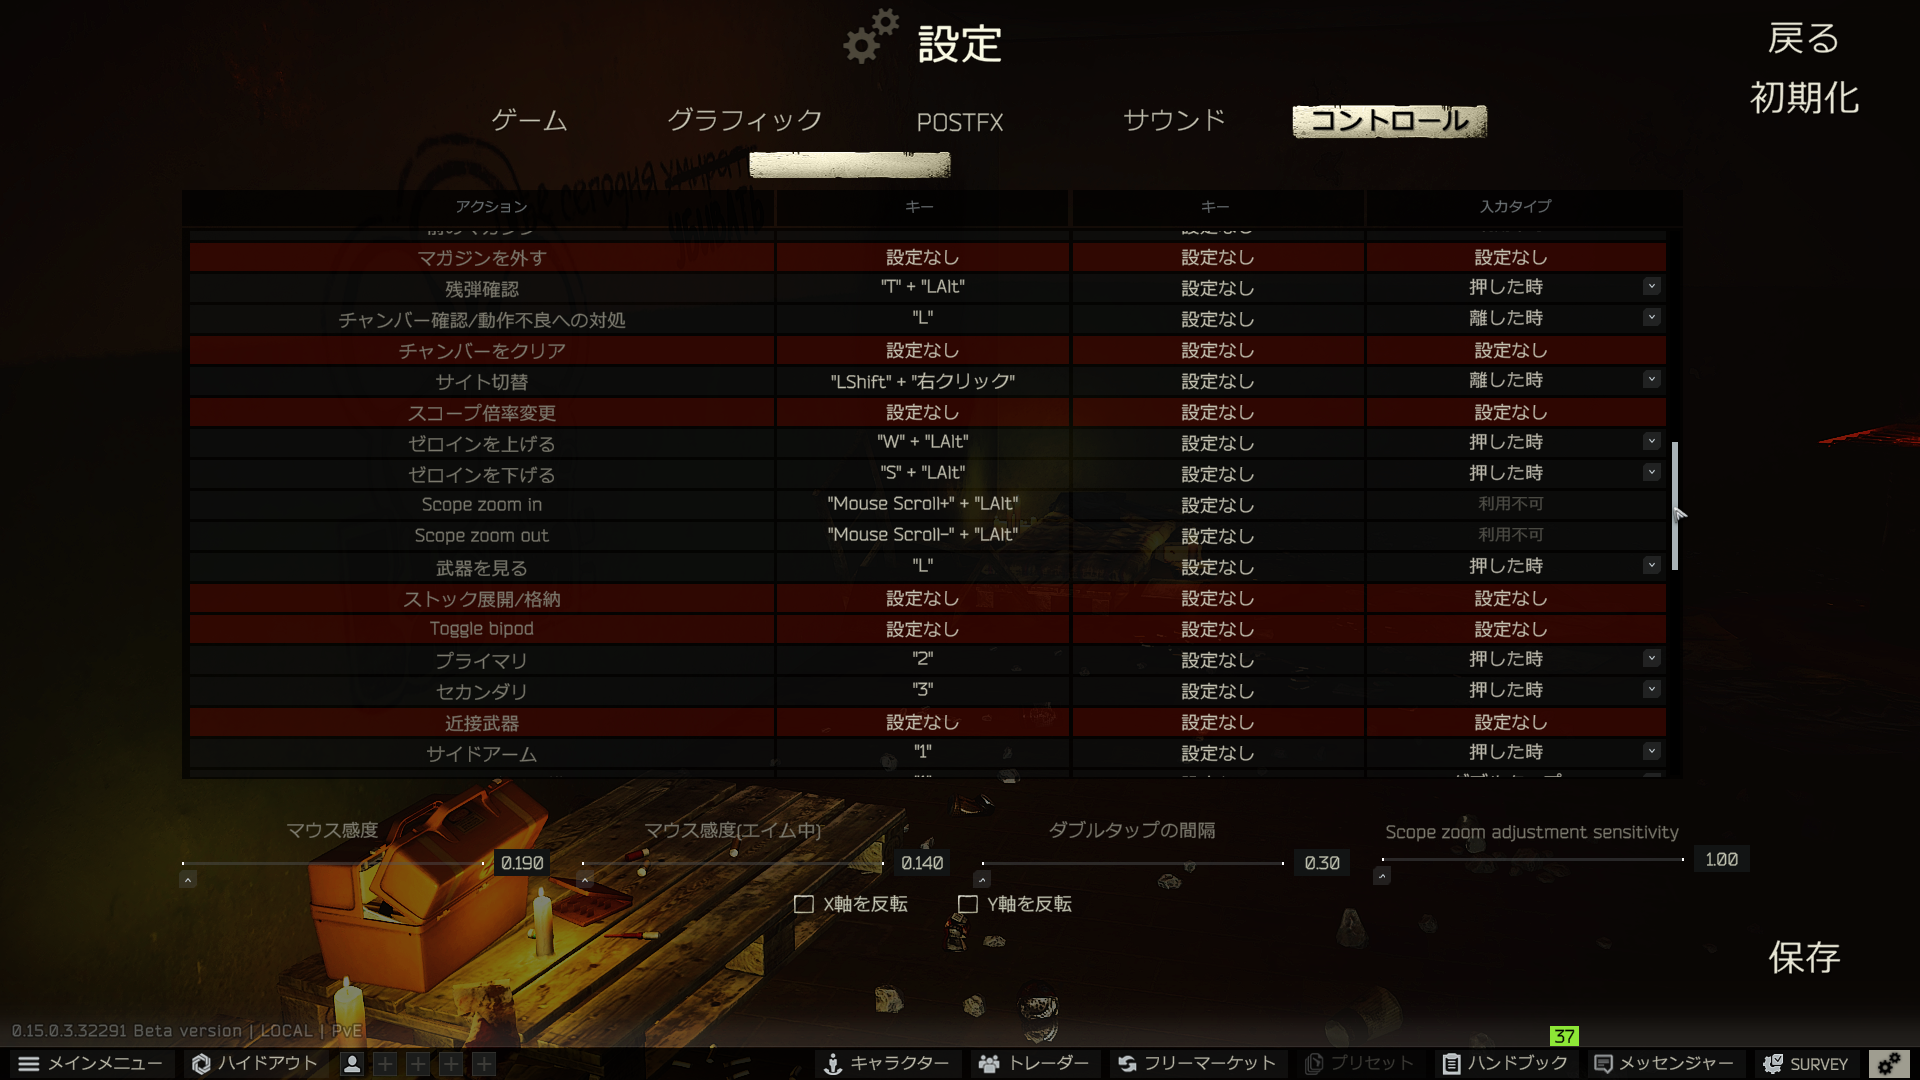 設定
戻る
初期化
ゲーム グラフィック POSTFX サウンド コントロール
アクション キー キー 入力タイプ
マガジンを外す 設定なし 設定なし 設定なし
残弾確認 "T" + "LAlt" 設定なし 押した時
チャンバー確認/動作不良への対処 "L" 設定なし 離した時
チャンバーをクリア 設定なし 設定なし 設定なし
サイト切替 "LShift" + "右クリック" 設定なし 離した時
スコープ倍率変更 設定なし 設定なし 設定なし
ゼロインを上げる "W" + "LAlt" 設定なし 押した時
ゼロインを下げる "S" + "LAlt" 設定なし 押した時
Scope zoom in "Mouse Scroll+" + "LAlt" 設定なし 利用不可
Scope zoom out "Mouse Scroll-" + "LAlt" 設定なし 利用不可
武器を見る "L" 設定なし 押した時
ストック展開/格納 設定なし 設定なし 設定なし
Toggle bipod 設定なし 設定なし 設定なし
プライマリ "2" 設定なし 押した時
セカンダリ "3" 設定なし 押した時
近接武器 設定なし 設定なし 設定なし
サイドアーム "1" 設定なし 押した時
マウス感度 マウス感度(エイム中) ダブルタップの間隔 Scope zoom adjustment sensitivity
0.190 0.140 0.30 1.00
X軸を反転 Y軸を反転
保存
0.15.0.3.32291 Beta version | LOCAL | PvE
37
メインメニュー ハイドアウト キャラクター トレーダー フリーマーケット プリセット ハンドブック メッセンジャー SURVEY